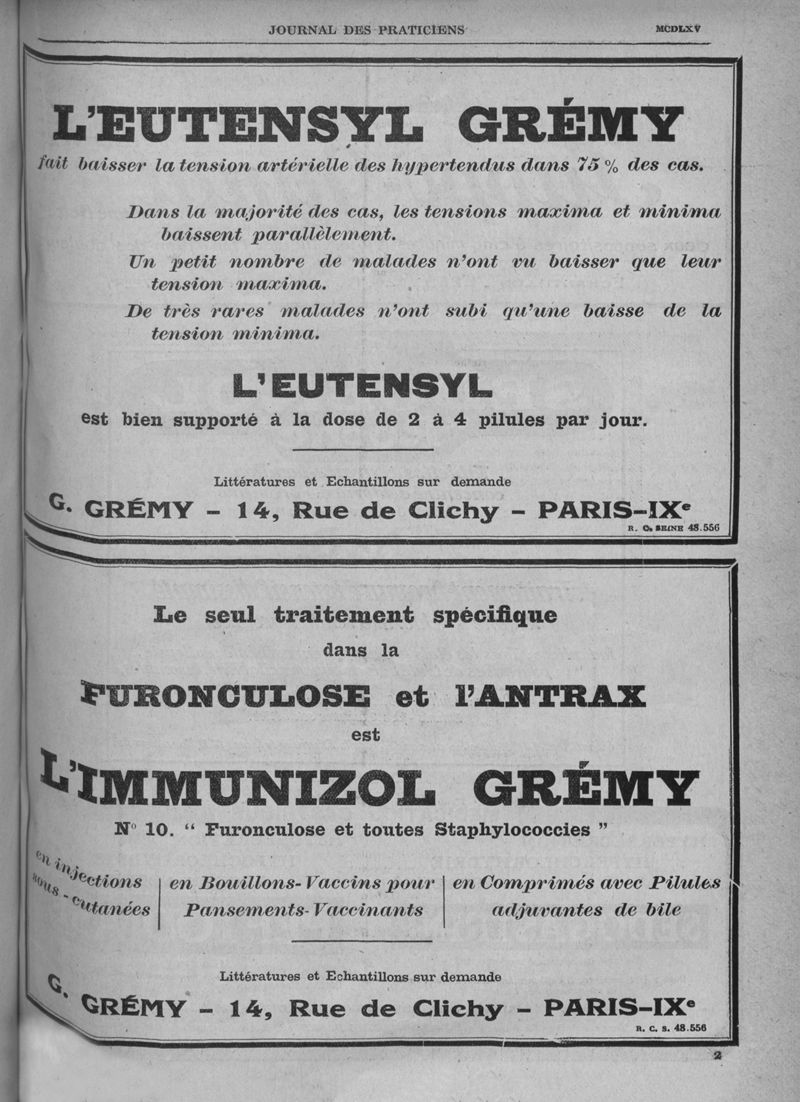 JOURNAL DES PRATICIENS
MCDLXV
L'EUTENSYL GRÉMY
fait baisser la tension artérielle des hypertendus dans 75 % des cas.
Dans la majorité des cas, les tensions maxima et minima
baissent parallèlement.
Un petit nombre de malades n'ont vu baisser que leur
tension maxima.
De très rares malades n'ont subi qu'une baisse de la
tension minima.
L'EUTENSYL
est bien supporté à la dose de 2 à 4 pilules par jour.
Littératures et Echantillons sur demande
G. GRÉMY - 14, Rue de Clichy - PARIS-IXe
R. C. SEINE 48.556
Le seul traitement spécifique
dans la
FURONCULOSE et l'ANTRAX
est
L'IMMUNIZOL GRÉMY
No 10. “ Furonculose et toutes Staphylococcies ”
en injections
sous-cutanées
en Bouillons-Vaccins pour
Pansements-Vaccinants
en Comprimés avec Pilules
adjuvantes de bile
Littératures et Echantillons sur demande
G. GRÉMY - 14, Rue de Clichy - PARIS-IXe
R. C. S. 48.556
2